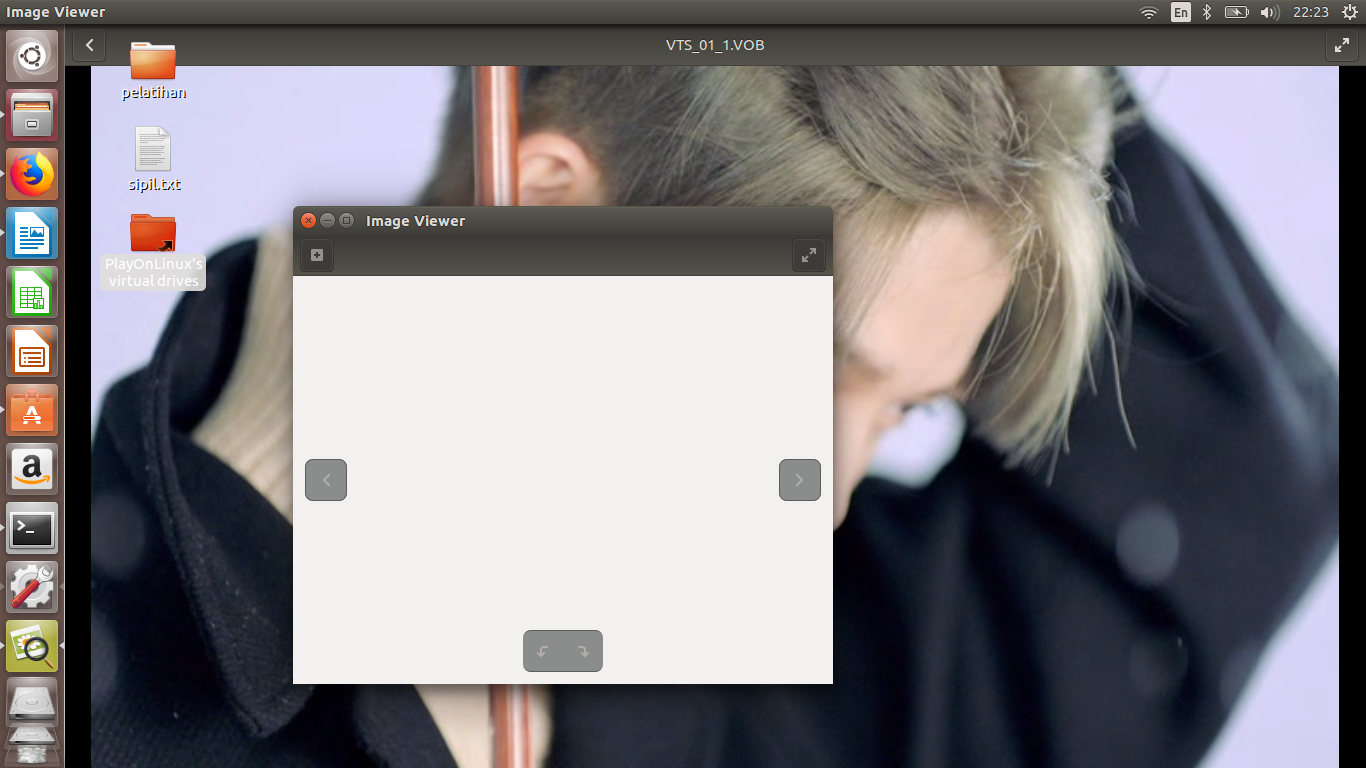 Image Viewer
En
22:23
VTS_01_1.VOB
pelatihan
sipil.txt
PlayOnLinux's
virtual drives
Image Viewer